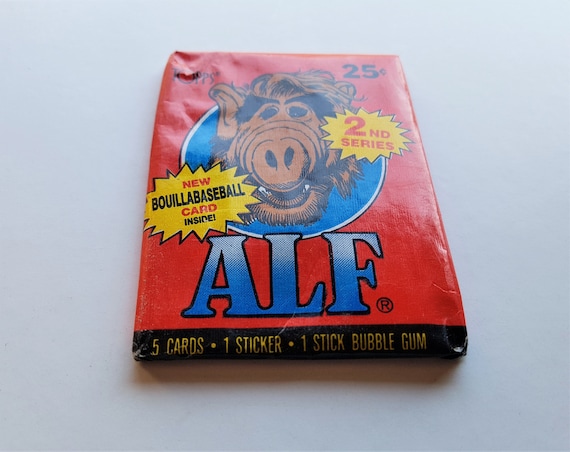 25¢
2ND
SERIES
NEW
BOUILLABASEBALL
CARD
INSIDE!
ALF®
5 CARDS • 1 STICKER • 1 STICK BUBBLE GUM